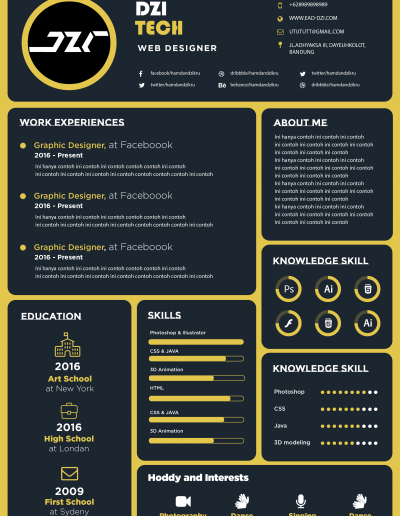 DZI
DZI
TECH
WEB DESIGNER
+628989898989
WWW.EAD-DZI.COM
UTUTUTT@GMAIL.COM
JL.ADHYAKSA III, DAYEUHKOLOT,
BANDUNG
facebook/hamdandzikru
dribbble/hamdandzikru
twitter/hamdandzikru
twitter/hamdandzikru
behance/hamdandzikru
dribbble/hamdandzikru
WORK EXPERIENCES
Graphic Designer, at Faceboook
2016 - Present
Ini hanya contoh ini contoh ini contoh ini contoh ini contoh
ini contoh ini contoh ini contoh ini contoh ini contoh ini contoh
Graphic Designer, at Faceboook
2016 - Present
Ini hanya contoh ini contoh ini contoh ini contoh ini contoh
ini contoh ini contoh ini contoh ini contoh ini contoh ini contoh
Graphic Designer, at Faceboook
2016 - Present
Ini hanya contoh ini contoh ini contoh ini contoh ini contoh
ini contoh ini contoh ini contoh ini contoh ini contoh ini contoh
ABOUT ME
Ini hanya contoh ini contoh ini contoh
ini contoh ini contoh ini contoh ini contoh
ini contoh ini contoh ini contoh ini contoh
ini contoh ini contoh ini contoh ini contoh
ini contoh ini contoh
Ini hanya contoh ini contoh ini contoh
ini contoh ini contoh ini contoh ini contoh
ini contoh ini contoh ini contoh ini contoh
ini contoh ini contoh ini contoh ini contoh
ini contoh ini contoh
KNOWLEDGE SKILL
Ps
Ai
5
5
Ai
EDUCATION
2016
Art School
at New York
2016
High School
at Londan
2009
First School
at Sydeny
SKILLS
Photoshop & Illustrator
CSS & JAVA
3D Animation
HTML
CSS & JAVA
3D Animation
KNOWLEDGE SKILL
Photoshop
CSS
Java
3D modeling
Hoddy and Interests
Photography
Dance
Singing
Dance